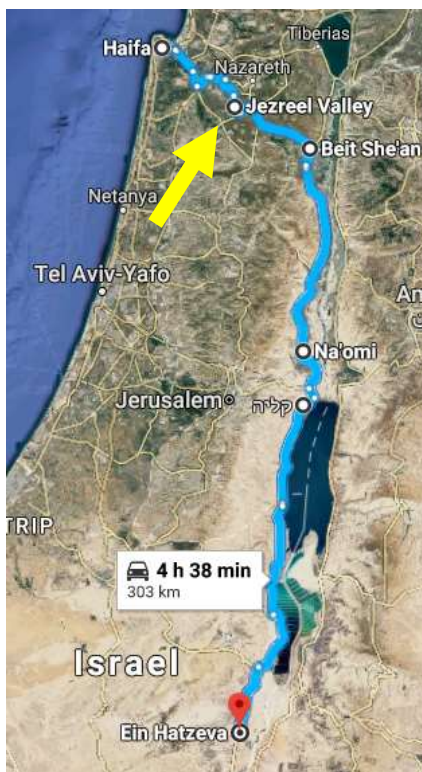 Tiberias
Haifa
Nazareth
Jezreel Valley
Beit She'an
Netanya
Tel Aviv-Yafo
Na'omi
Jerusalem
קליה
TRIP
4 h 38 min
303 km
Israel
Ein Hatzeva